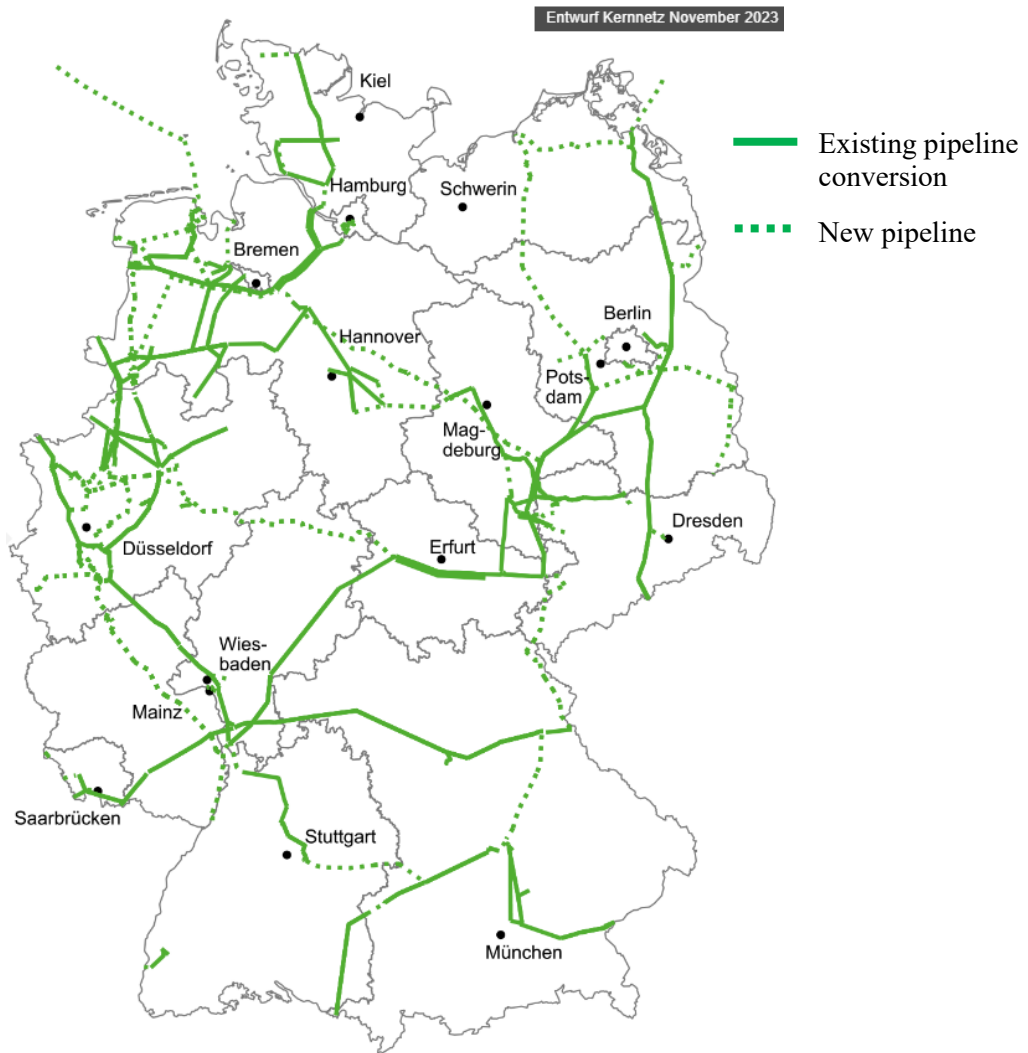 Entwurf Kernnetz November 2023
Kiel
Existing pipeline
conversion
Hamburg
Schwerin
New pipeline
Bremen
Berlin
Hannover
Pots-
dam
Mag-
deburg
Dresden
Düsseldorf
Erfurt
Wies-
baden
Mainz
Saarbrücken
Stuttgart
München